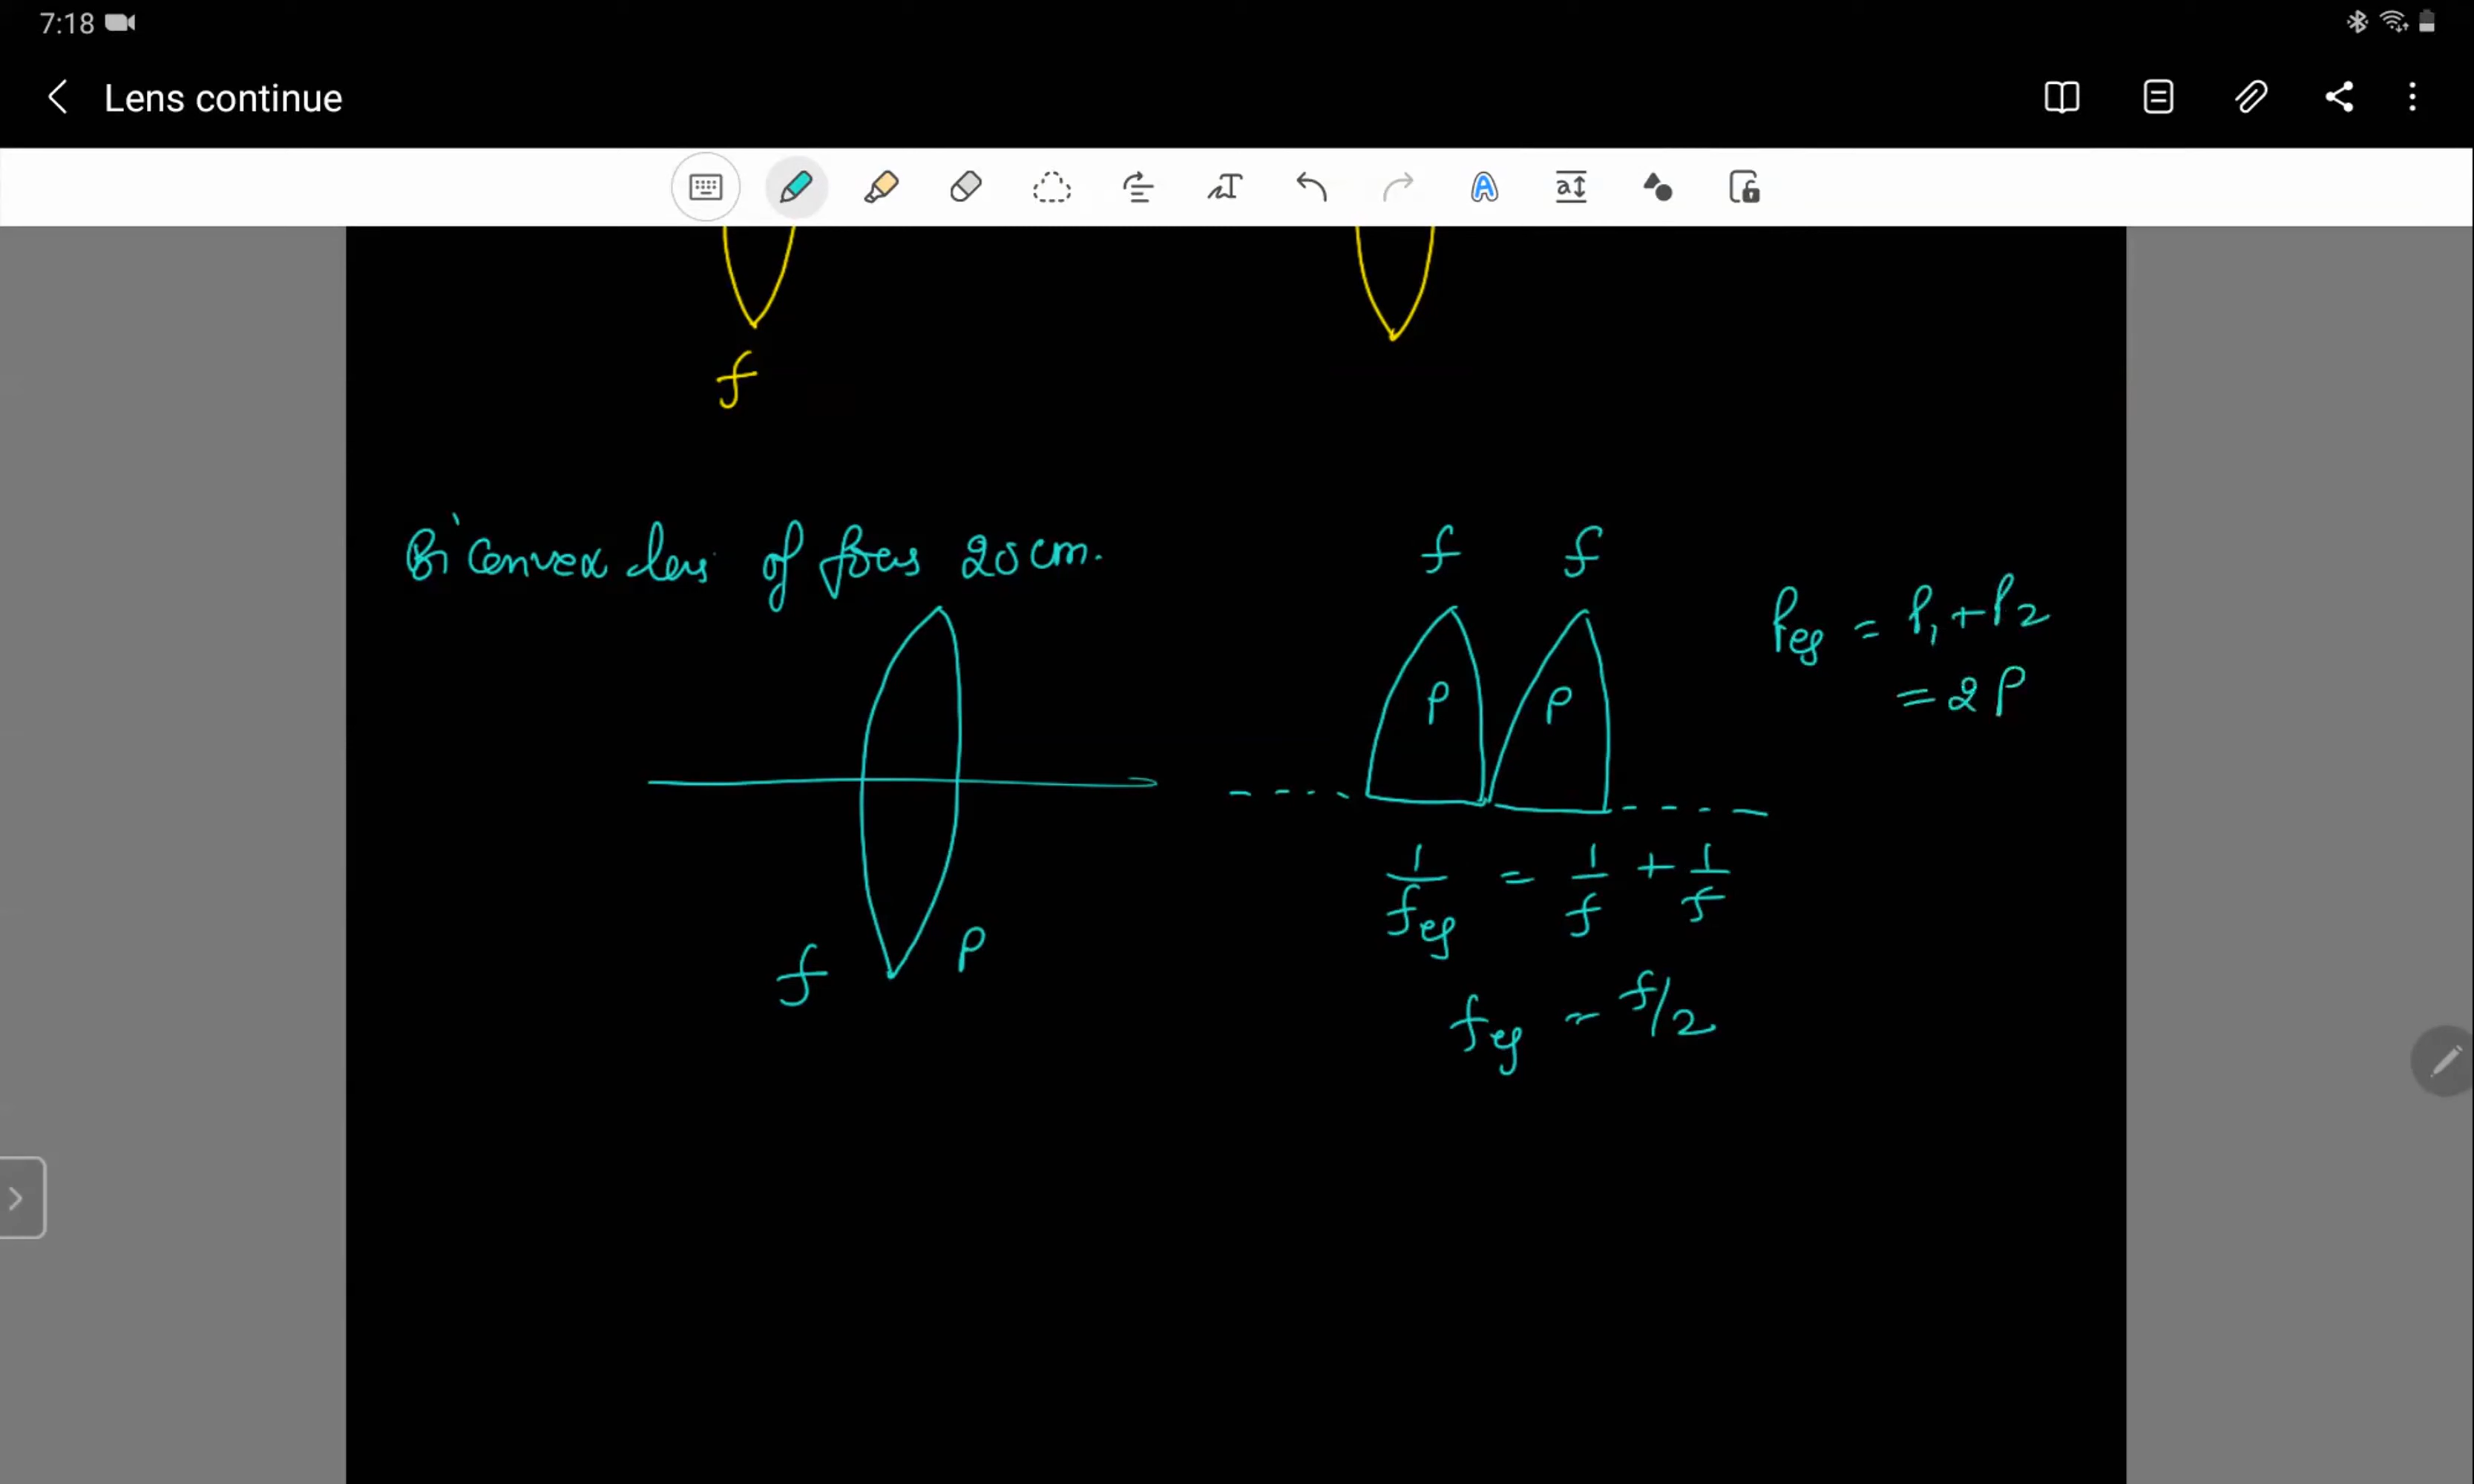 7:18
Lens continue
f
Bi Convex lens of focus 20 cm.
f f
Peq = P1 + P2
= 2P
P P
1/feq = 1/f + 1/f
f P
feq = f/2